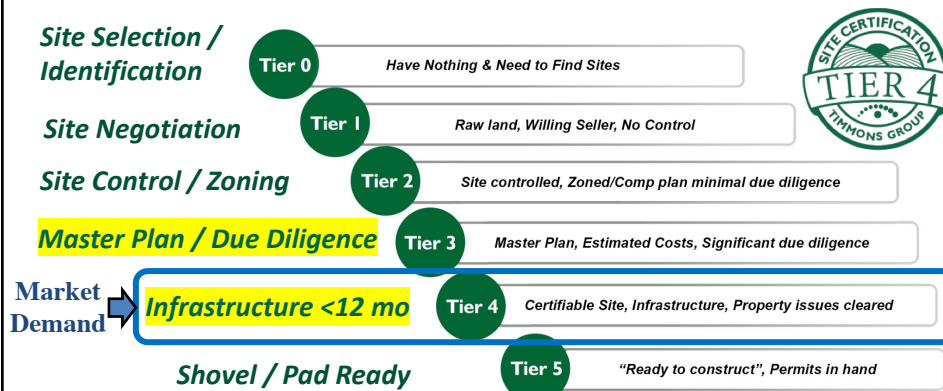 Site Selection /
Identification
Tier 0
Have Nothing & Need to Find Sites
SITE CERTIFICATION
TIER 4
TIMMONS GROUP
Site Negotiation
Tier I
Raw land, Willing Seller, No Control
Site Control / Zoning
Tier 2
Site controlled, Zoned/Comp plan minimal due diligence
Master Plan / Due Diligence
Tier 3
Master Plan, Estimated Costs, Significant due diligence
Market
Demand
Infrastructure <12 mo
Tier 4
Certifiable Site, Infrastructure, Property issues cleared
Shovel / Pad Ready
Tier 5
“Ready to construct”, Permits in hand